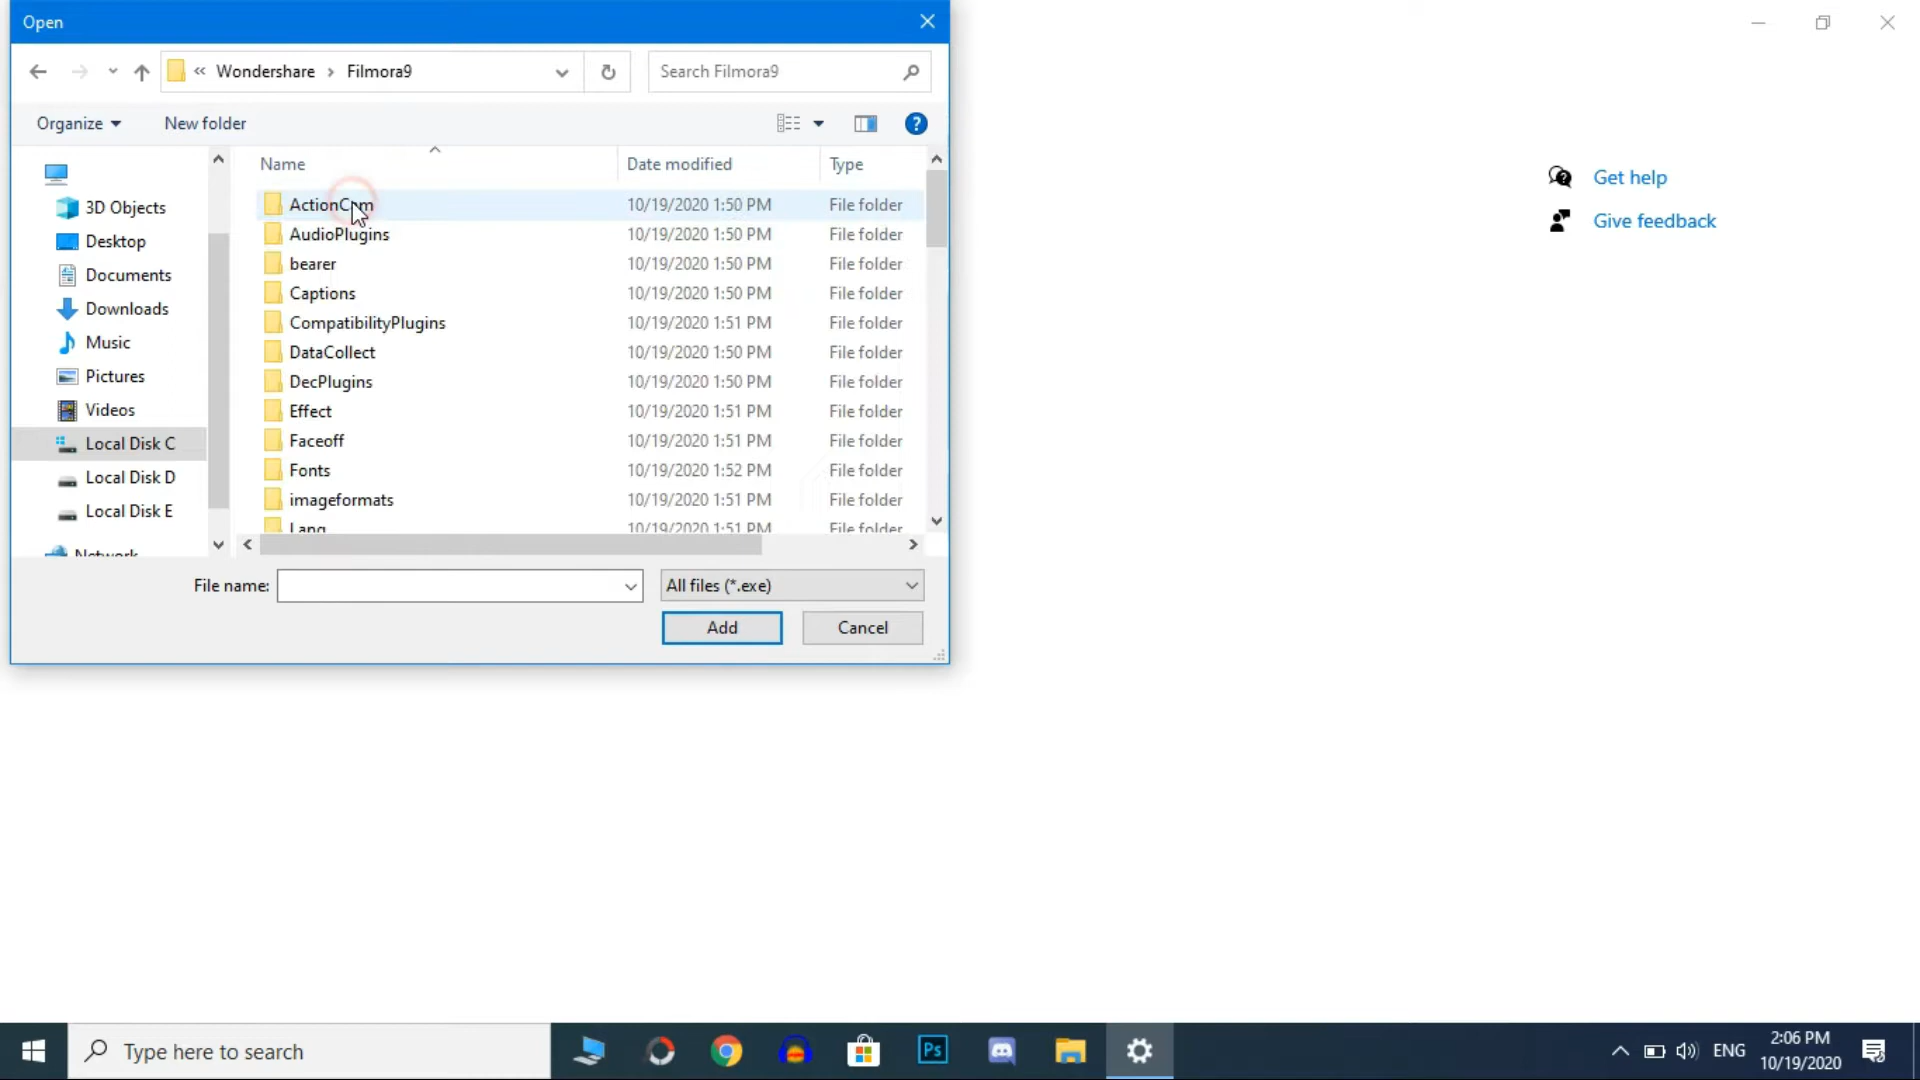 Open
« Wondershare › Filmora9
Search Filmora9
Organize
New folder
Name
Date modified
Type
3D Objects
Desktop
Documents
Downloads
Music
Pictures
Videos
Local Disk C
Local Disk D
Local Disk E
Network
ActionCam 10/19/2020 1:50 PM File folder
AudioPlugins 10/19/2020 1:50 PM File folder
bearer 10/19/2020 1:50 PM File folder
Captions 10/19/2020 1:50 PM File folder
CompatibilityPlugins 10/19/2020 1:51 PM File folder
DataCollect 10/19/2020 1:50 PM File folder
DecPlugins 10/19/2020 1:50 PM File folder
Effect 10/19/2020 1:51 PM File folder
Faceoff 10/19/2020 1:51 PM File folder
Fonts 10/19/2020 1:52 PM File folder
imageformats 10/19/2020 1:51 PM File folder
Lang 10/19/2020 1:51 PM File folder
File name:
All files (*.exe)
Add
Cancel
Get help
Give feedback
Type here to search
Ps
ENG
2:06 PM
10/19/2020